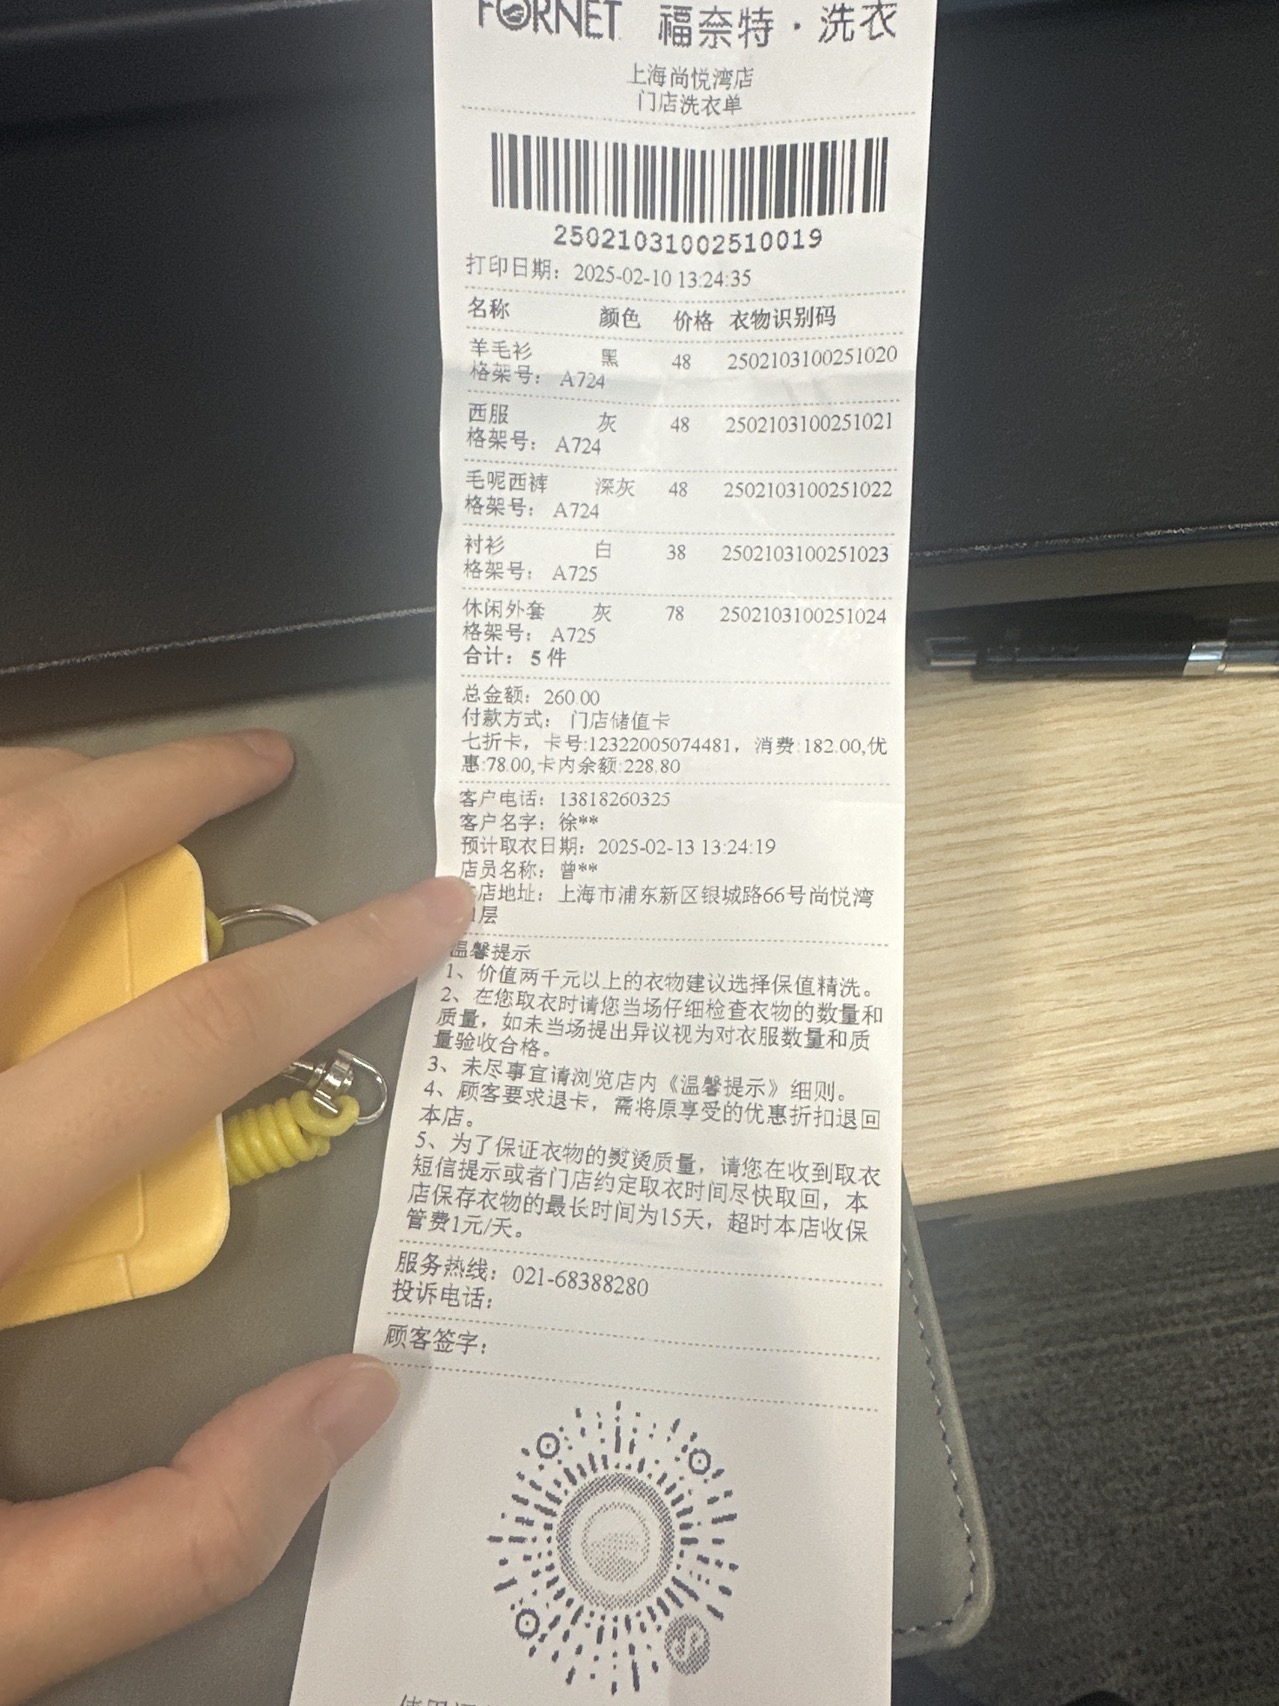 FORNET 福奈特·洗衣
上海尚悦湾店
门店洗衣单
25021031002510019
打印日期：2025-02-10 13:24:35
名称 颜色 价格 衣物识别码
羊毛衫 黑 48 2502103100251020
格架号：A724
西服 灰 48 2502103100251021
格架号：A724
毛呢西裤 深灰 48 2502103100251022
格架号：A724
衬衫 白 38 2502103100251023
格架号：A725
休闲外套 灰 78 2502103100251024
格架号：A725
合计：5件
总金额：260.00
付款方式：门店储值卡
七折卡，卡号:12322005074481，消费:182.00,优
惠:78.00,卡内余额:228.80
客户电话：13818260325
客户名字：徐**
预计取衣日期：2025-02-13 13:24:19
店员名称：曾**
店地址：上海市浦东新区银城路66号尚悦湾
层
温馨提示
1、价值两千元以上的衣物建议选择保值精洗。
2、在您取衣时请您当场仔细检查衣物的数量和
质量，如未当场提出异议视为对衣服数量和质
量验收合格。
3、未尽事宜请浏览店内《温馨提示》细则。
4、顾客要求退卡，需将原享受的优惠折扣退回
本店。
5、为了保证衣物的熨烫质量，请您在收到取衣
短信提示或者门店约定取衣时间尽快取回，本
店保存衣物的最长时间为15天，超时本店收保
管费1元/天。
服务热线：021-68388280
投诉电话：
顾客签字：